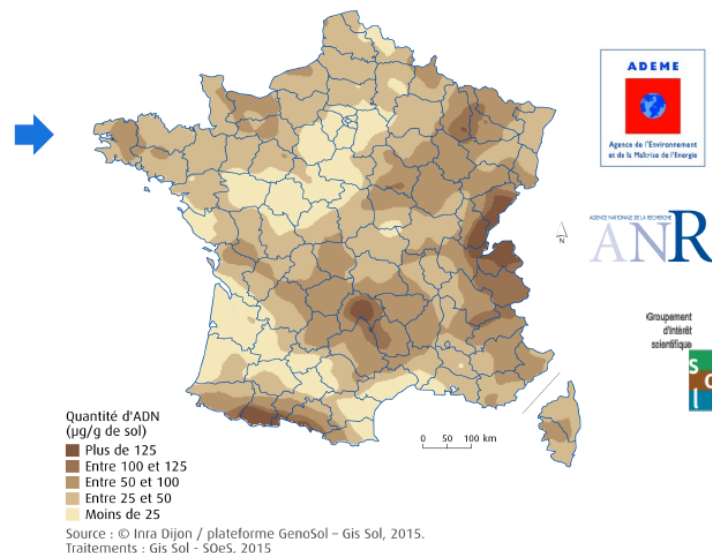 ADEME
Agence de l'Environnement
et de la Maîtrise de l'Energie
AGENCE NATIONALE DE LA RECHERCHE
ANR
N
Groupement
d'intérêt
scientifique
S
O
L
Quantité d'ADN
(µg/g de sol)
Plus de 125
Entre 100 et 125
Entre 50 et 100
Entre 25 et 50
Moins de 25
0 50 100 km
Source : © Inra Dijon / plateforme GenoSol – Gis Sol, 2015.
Traitements : Gis Sol - SOeS, 2015